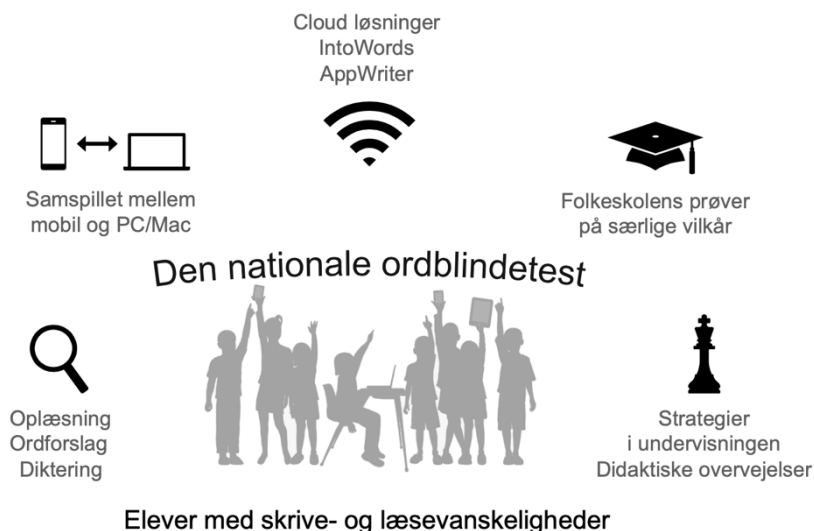 Cloud løsninger
IntoWords
AppWriter
Samspillet mellem
mobil og PC/Mac
Folkeskolens prøver
på særlige vilkår
Den nationale ordblindetest
Oplæsning
Ordforslag
Diktering
Strategier
i undervisningen
Didaktiske overvejelser
Elever med skrive- og læsevanskeligheder